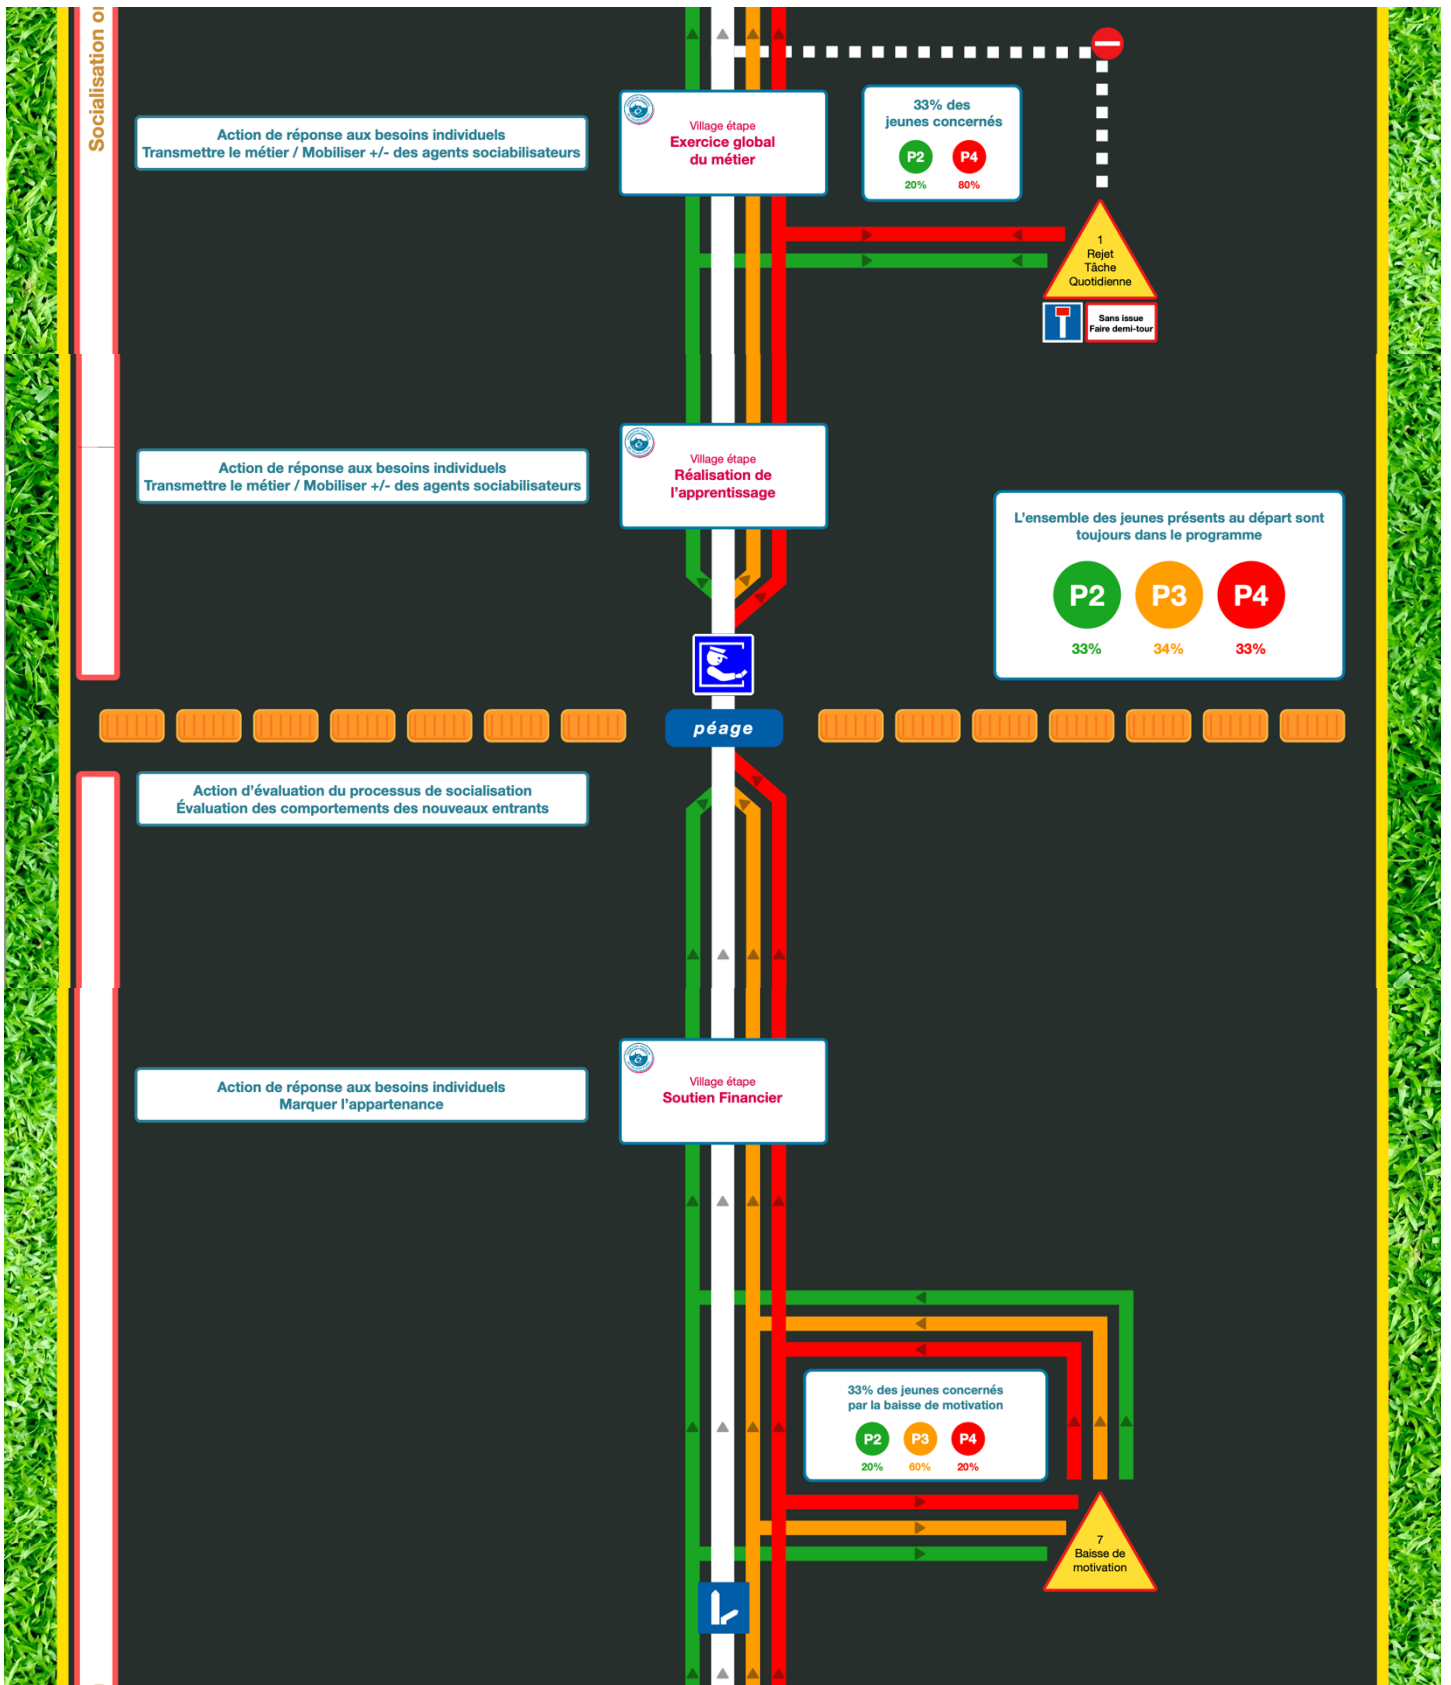 Socialisation o
Action de réponse aux besoins individuels
Transmettre le métier / Mobiliser +/- des agents sociabilisateurs
Village étape
Exercice global
du métier
33% des
jeunes concernés
P2 P4
20% 80%
1
Rejet
Tâche
Quotidienne
Sans issue
Faire demi-tour
Action de réponse aux besoins individuels
Transmettre le métier / Mobiliser +/- des agents sociabilisateurs
Village étape
Réalisation de
l'apprentissage
L'ensemble des jeunes présents au départ sont
toujours dans le programme
P2 P3 P4
33% 34% 33%
péage
Action d'évaluation du processus de socialisation
Évaluation des comportements des nouveaux entrants
Action de réponse aux besoins individuels
Marquer l'appartenance
Village étape
Soutien Financier
33% des jeunes concernés
par la baisse de motivation
P2 P3 P4
20% 60% 20%
7
Baisse de
motivation